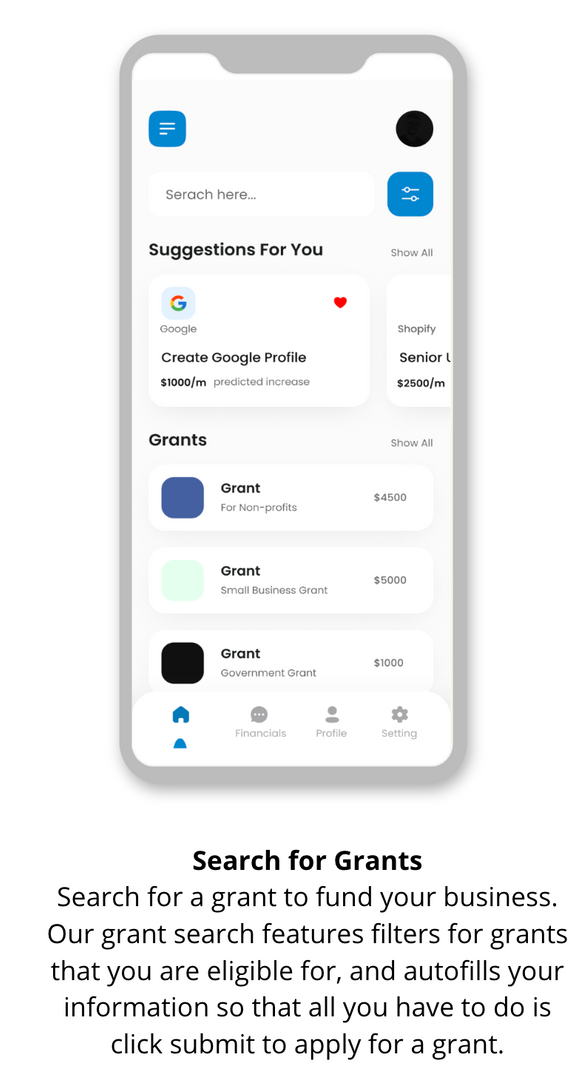 Serach here...
Suggestions For You
Show All
Google
Create Google Profile
$1000/m predicted increase
Shopify
Senior
$2500/m
Grants
Show All
Grant
For Non-profits
$4500
Grant
Small Business Grant
$5000
Grant
Government Grant
$1000
Financials
Profile
Setting
Search for Grants
Search for a grant to fund your business.
Our grant search features filters for grants
that you are eligible for, and autofills your
information so that all you have to do is
click submit to apply for a grant.